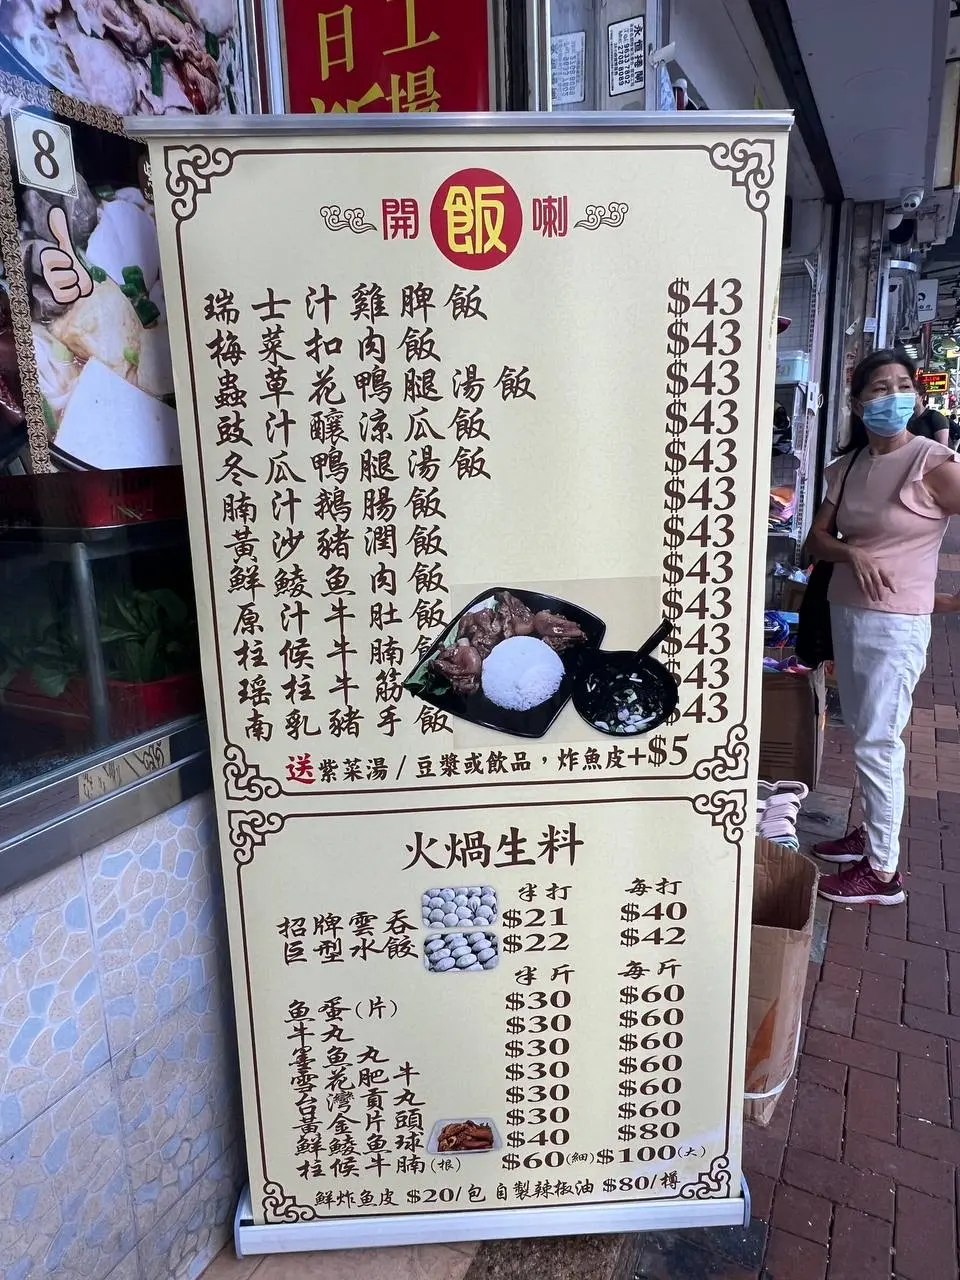 日 工
場
8
永恒樓閣
開飯喇
瑞士汁雞脾飯 $43
梅菜扣肉飯 $43
蟲草花鴨腿湯飯 $43
豉汁釀涼瓜飯 $43
冬瓜鴨腿湯飯 $43
腩汁鵝腸飯 $43
黃沙豬潤飯 $43
鮮鯪魚肉飯 $43
原汁牛肚飯 $43
柱候牛腩飯 $43
瑤柱牛筋 $43
南乳豬手飯 $43
送紫菜湯/豆漿或飲品，炸魚皮+$5
火煱生料
半打 每打
招牌雲吞 $21 $40
巨型水餃 $22 $42
半斤 每斤
魚蛋(片) $30 $60
牛丸 $30 $60
墨魚丸 $30 $60
雪花肥牛 $30 $60
台灣貢丸 $30 $60
黃金片頭 $30 $60
鮮鯪魚球 $40 $80
柱候牛腩(根) $60(細) $100(大)
鮮炸魚皮 $20/包 自製辣椒油 $80/樽